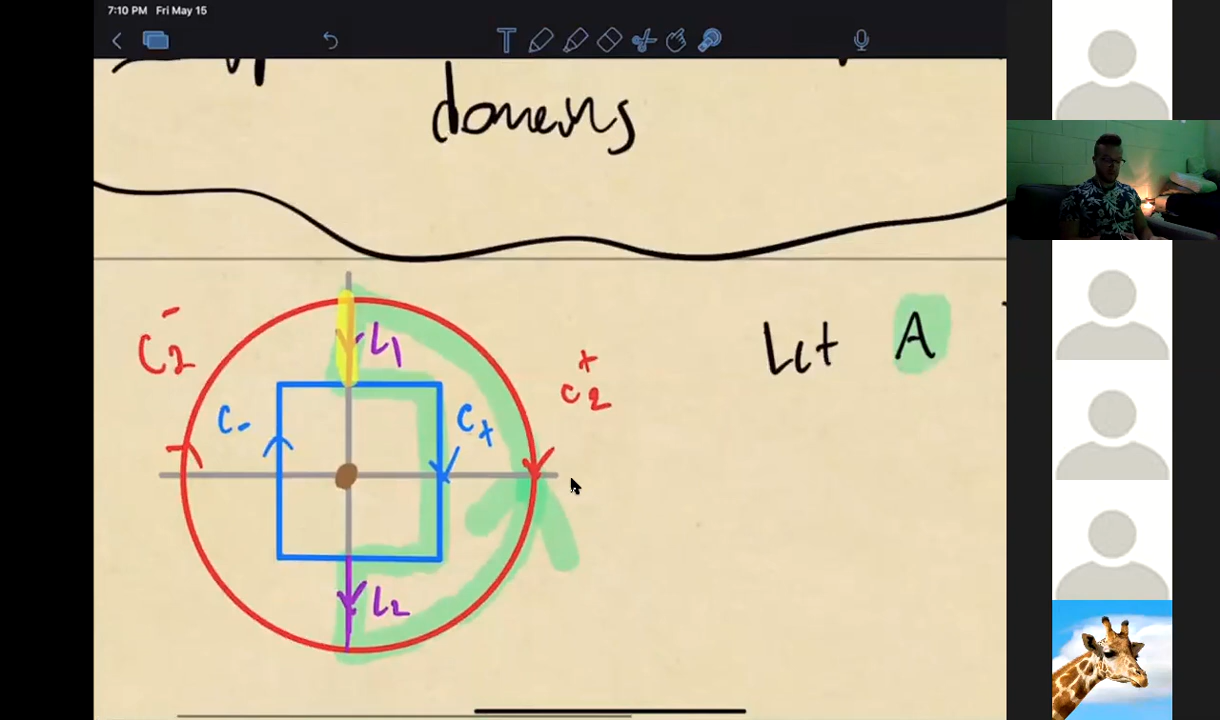 7:10 PM Fri May 15
T
domains
C₂⁻
L₁
C₂⁺
Let A
C₋
C₊
L₂